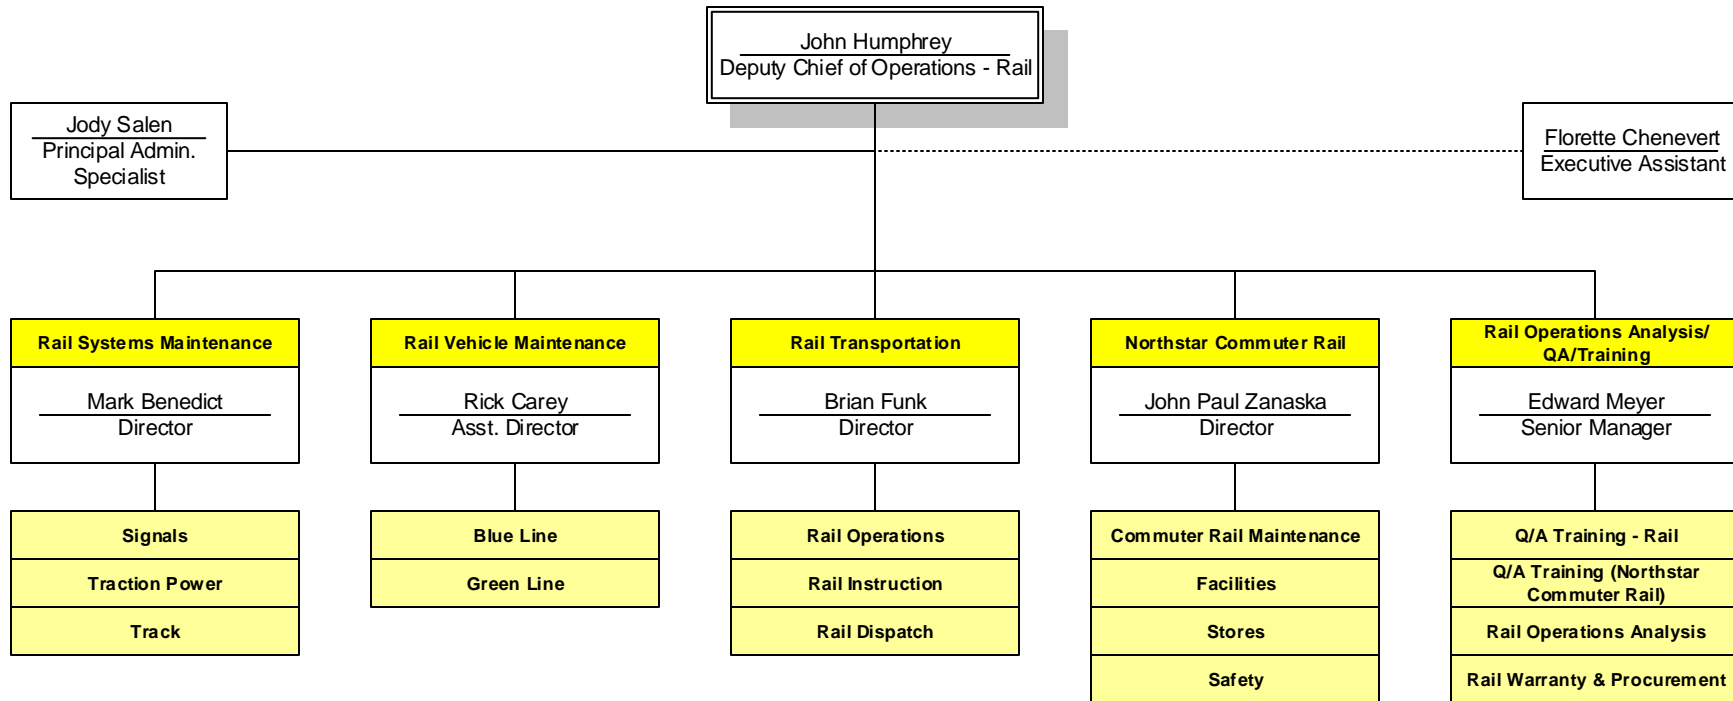 John Humphrey
Deputy Chief of Operations - Rail
Jody Salen
Principal Admin.
Specialist
Florette Chenevert
Executive Assistant
Rail Systems Maintenance
Mark Benedict
Director
Signals
Traction Power
Track
Rail Vehicle Maintenance
Rick Carey
Asst. Director
Blue Line
Green Line
Rail Transportation
Brian Funk
Director
Rail Operations
Rail Instruction
Rail Dispatch
Northstar Commuter Rail
John Paul Zanaska
Director
Commuter Rail Maintenance
Facilities
Stores
Safety
Rail Operations Analysis/
QA/Training
Edward Meyer
Senior Manager
Q/A Training - Rail
Q/A Training (Northstar
Commuter Rail)
Rail Operations Analysis
Rail Warranty & Procurement